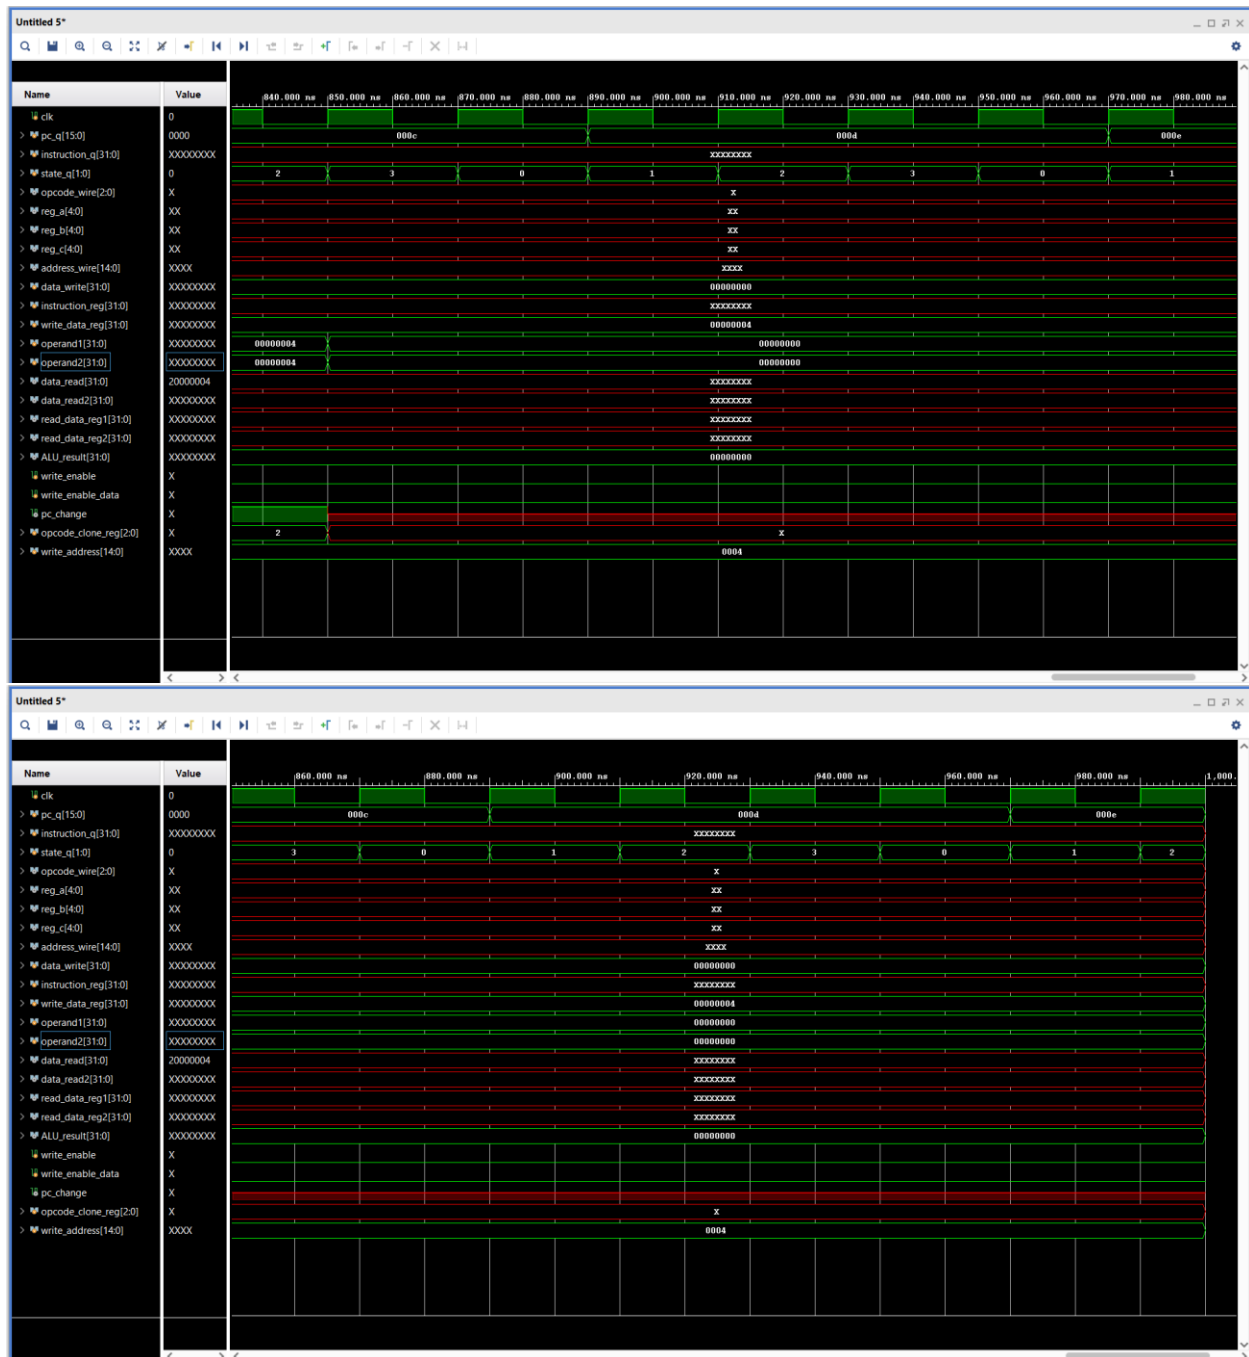 Untitled 5*
Name Value
840.000 ns 850.000 ns 860.000 ns 870.000 ns 880.000 ns 890.000 ns 900.000 ns 910.000 ns 920.000 ns 930.000 ns 940.000 ns 950.000 ns 960.000 ns 970.000 ns 980.000 ns
clk 0
pc_q[15:0] 0000 000c 000d 000e
instruction_q[31:0] XXXXXXXX XXXXXXXX
state_q[1:0] 0 2 3 0 1 2 3 0 1
opcode_wire[2:0] X X
reg_a[4:0] XX XX
reg_b[4:0] XX XX
reg_c[4:0] XX XX
address_wire[14:0] XXXX XXXX
data_write[31:0] XXXXXXXX 00000000
instruction_reg[31:0] XXXXXXXX XXXXXXXX
write_data_reg[31:0] XXXXXXXX 00000004
operand1[31:0] XXXXXXXX 00000004 00000000
operand2[31:0] XXXXXXXX 00000004 00000000
data_read[31:0] 20000004 XXXXXXXX
data_read2[31:0] XXXXXXXX XXXXXXXX
read_data_reg1[31:0] XXXXXXXX XXXXXXXX
read_data_reg2[31:0] XXXXXXXX XXXXXXXX
ALU_result[31:0] XXXXXXXX 00000000
write_enable X
write_enable_data X
pc_change X
opcode_clone_reg[2:0] X 2 X
write_address[14:0] XXXX 0004
Untitled 5*
Name Value
860.000 ns 880.000 ns 900.000 ns 920.000 ns 940.000 ns 960.000 ns 980.000 ns 1,000.
clk 0
pc_q[15:0] 0000 000c 000d 000e
instruction_q[31:0] XXXXXXXX XXXXXXXX
state_q[1:0] 0 3 0 1 2 3 0 1 2
opcode_wire[2:0] X X
reg_a[4:0] XX XX
reg_b[4:0] XX XX
reg_c[4:0] XX XX
address_wire[14:0] XXXX XXXX
data_write[31:0] XXXXXXXX 00000000
instruction_reg[31:0] XXXXXXXX XXXXXXXX
write_data_reg[31:0] XXXXXXXX 00000004
operand1[31:0] XXXXXXXX 00000000
operand2[31:0] XXXXXXXX 00000000
data_read[31:0] 20000004 XXXXXXXX
data_read2[31:0] XXXXXXXX XXXXXXXX
read_data_reg1[31:0] XXXXXXXX XXXXXXXX
read_data_reg2[31:0] XXXXXXXX XXXXXXXX
ALU_result[31:0] XXXXXXXX 00000000
write_enable X
write_enable_data X
pc_change X
opcode_clone_reg[2:0] X X
write_address[14:0] XXXX 0004